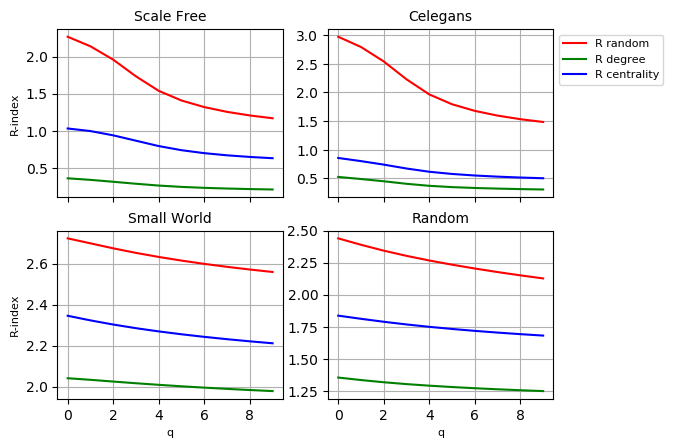 Scale Free
R-index
2.0
1.5
1.0
0.5
Celegans
3.0
2.5
2.0
1.5
1.0
0.5
R random
R degree
R centrality
Small World
R-index
2.6
2.4
2.2
2.0
0 2 4 6 8
q
Random
2.50
2.25
2.00
1.75
1.50
1.25
0 2 4 6 8
q